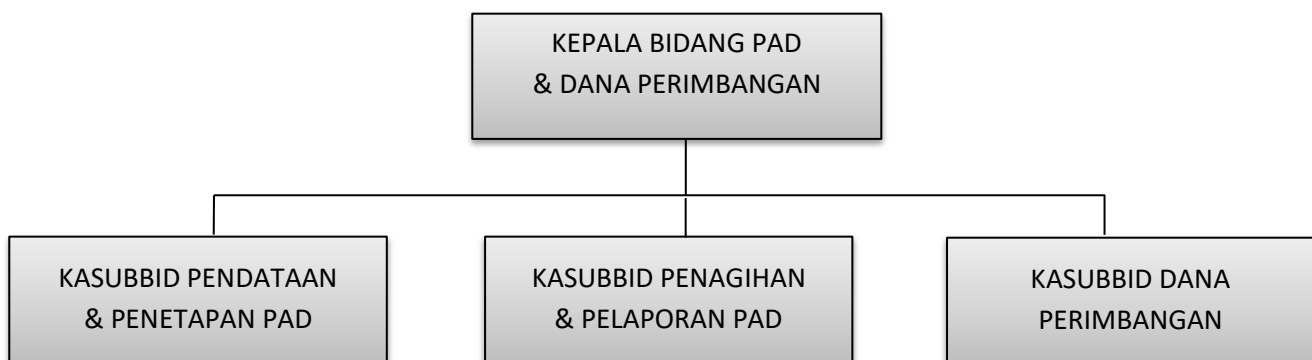 KEPALA BIDANG PAD
& DANA PERIMBANGAN
KASUBBID PENDATAAN
& PENETAPAN PAD
KASUBBID PENAGIHAN
& PELAPORAN PAD
KASUBBID DANA
PERIMBANGAN